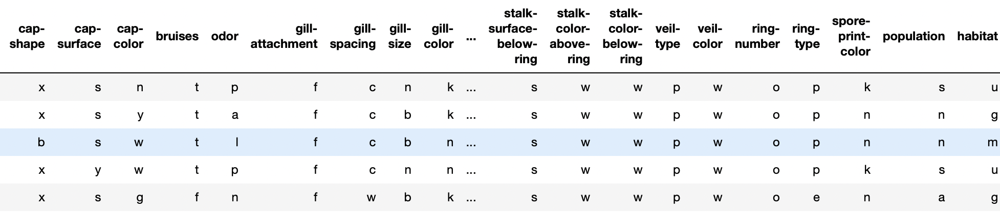 cap-shape cap-surface cap-color bruises odor gill-attachment gill-spacing gill-size gill-color ... stalk-surface-below-ring stalk-color-above-ring stalk-color-below-ring veil-type veil-color ring-number ring-type spore-print-color population habitat
x s n t p f c n k ... s w w p w o p k s u
x s y t a f c b k ... s w w p w o p n n g
b s w t l f c b n ... s w w p w o p n n m
x y w t p f c n n ... s w w p w o p k s u
x s g f n f w b k ... s w w p w o e n a g